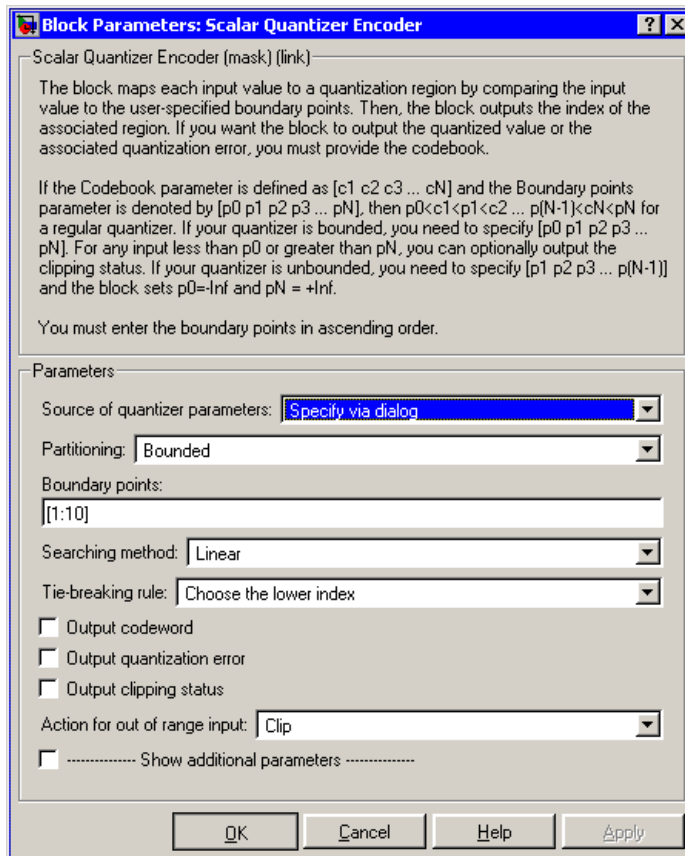 Block Parameters: Scalar Quantizer Encoder
Scalar Quantizer Encoder (mask) (link)
The block maps each input value to a quantization region by comparing the input
value to the user-specified boundary points. Then, the block outputs the index of the
associated region. If you want the block to output the quantized value or the
associated quantization error, you must provide the codebook.
If the Codebook parameter is defined as [c1 c2 c3 ... cN] and the Boundary points
parameter is denoted by [p0 p1 p2 p3 ... pN], then p0<c1<p1<c2 ... p(N-1)<cN<pN for
a regular quantizer. If your quantizer is bounded, you need to specify [p0 p1 p2 p3 ...
pN]. For any input less than p0 or greater than pN, you can optionally output the
clipping status. If your quantizer is unbounded, you need to specify [p1 p2 p3 ... p(N-1)]
and the block sets p0=-Inf and pN = +Inf.
You must enter the boundary points in ascending order.
Parameters
Source of quantizer parameters: Specify via dialog
Partitioning: Bounded
Boundary points:
[1:10]
Searching method: Linear
Tie-breaking rule: Choose the lower index
Output codeword
Output quantization error
Output clipping status
Action for out of range input: Clip
--------------- Show additional parameters ---------------
OK Cancel Help Apply